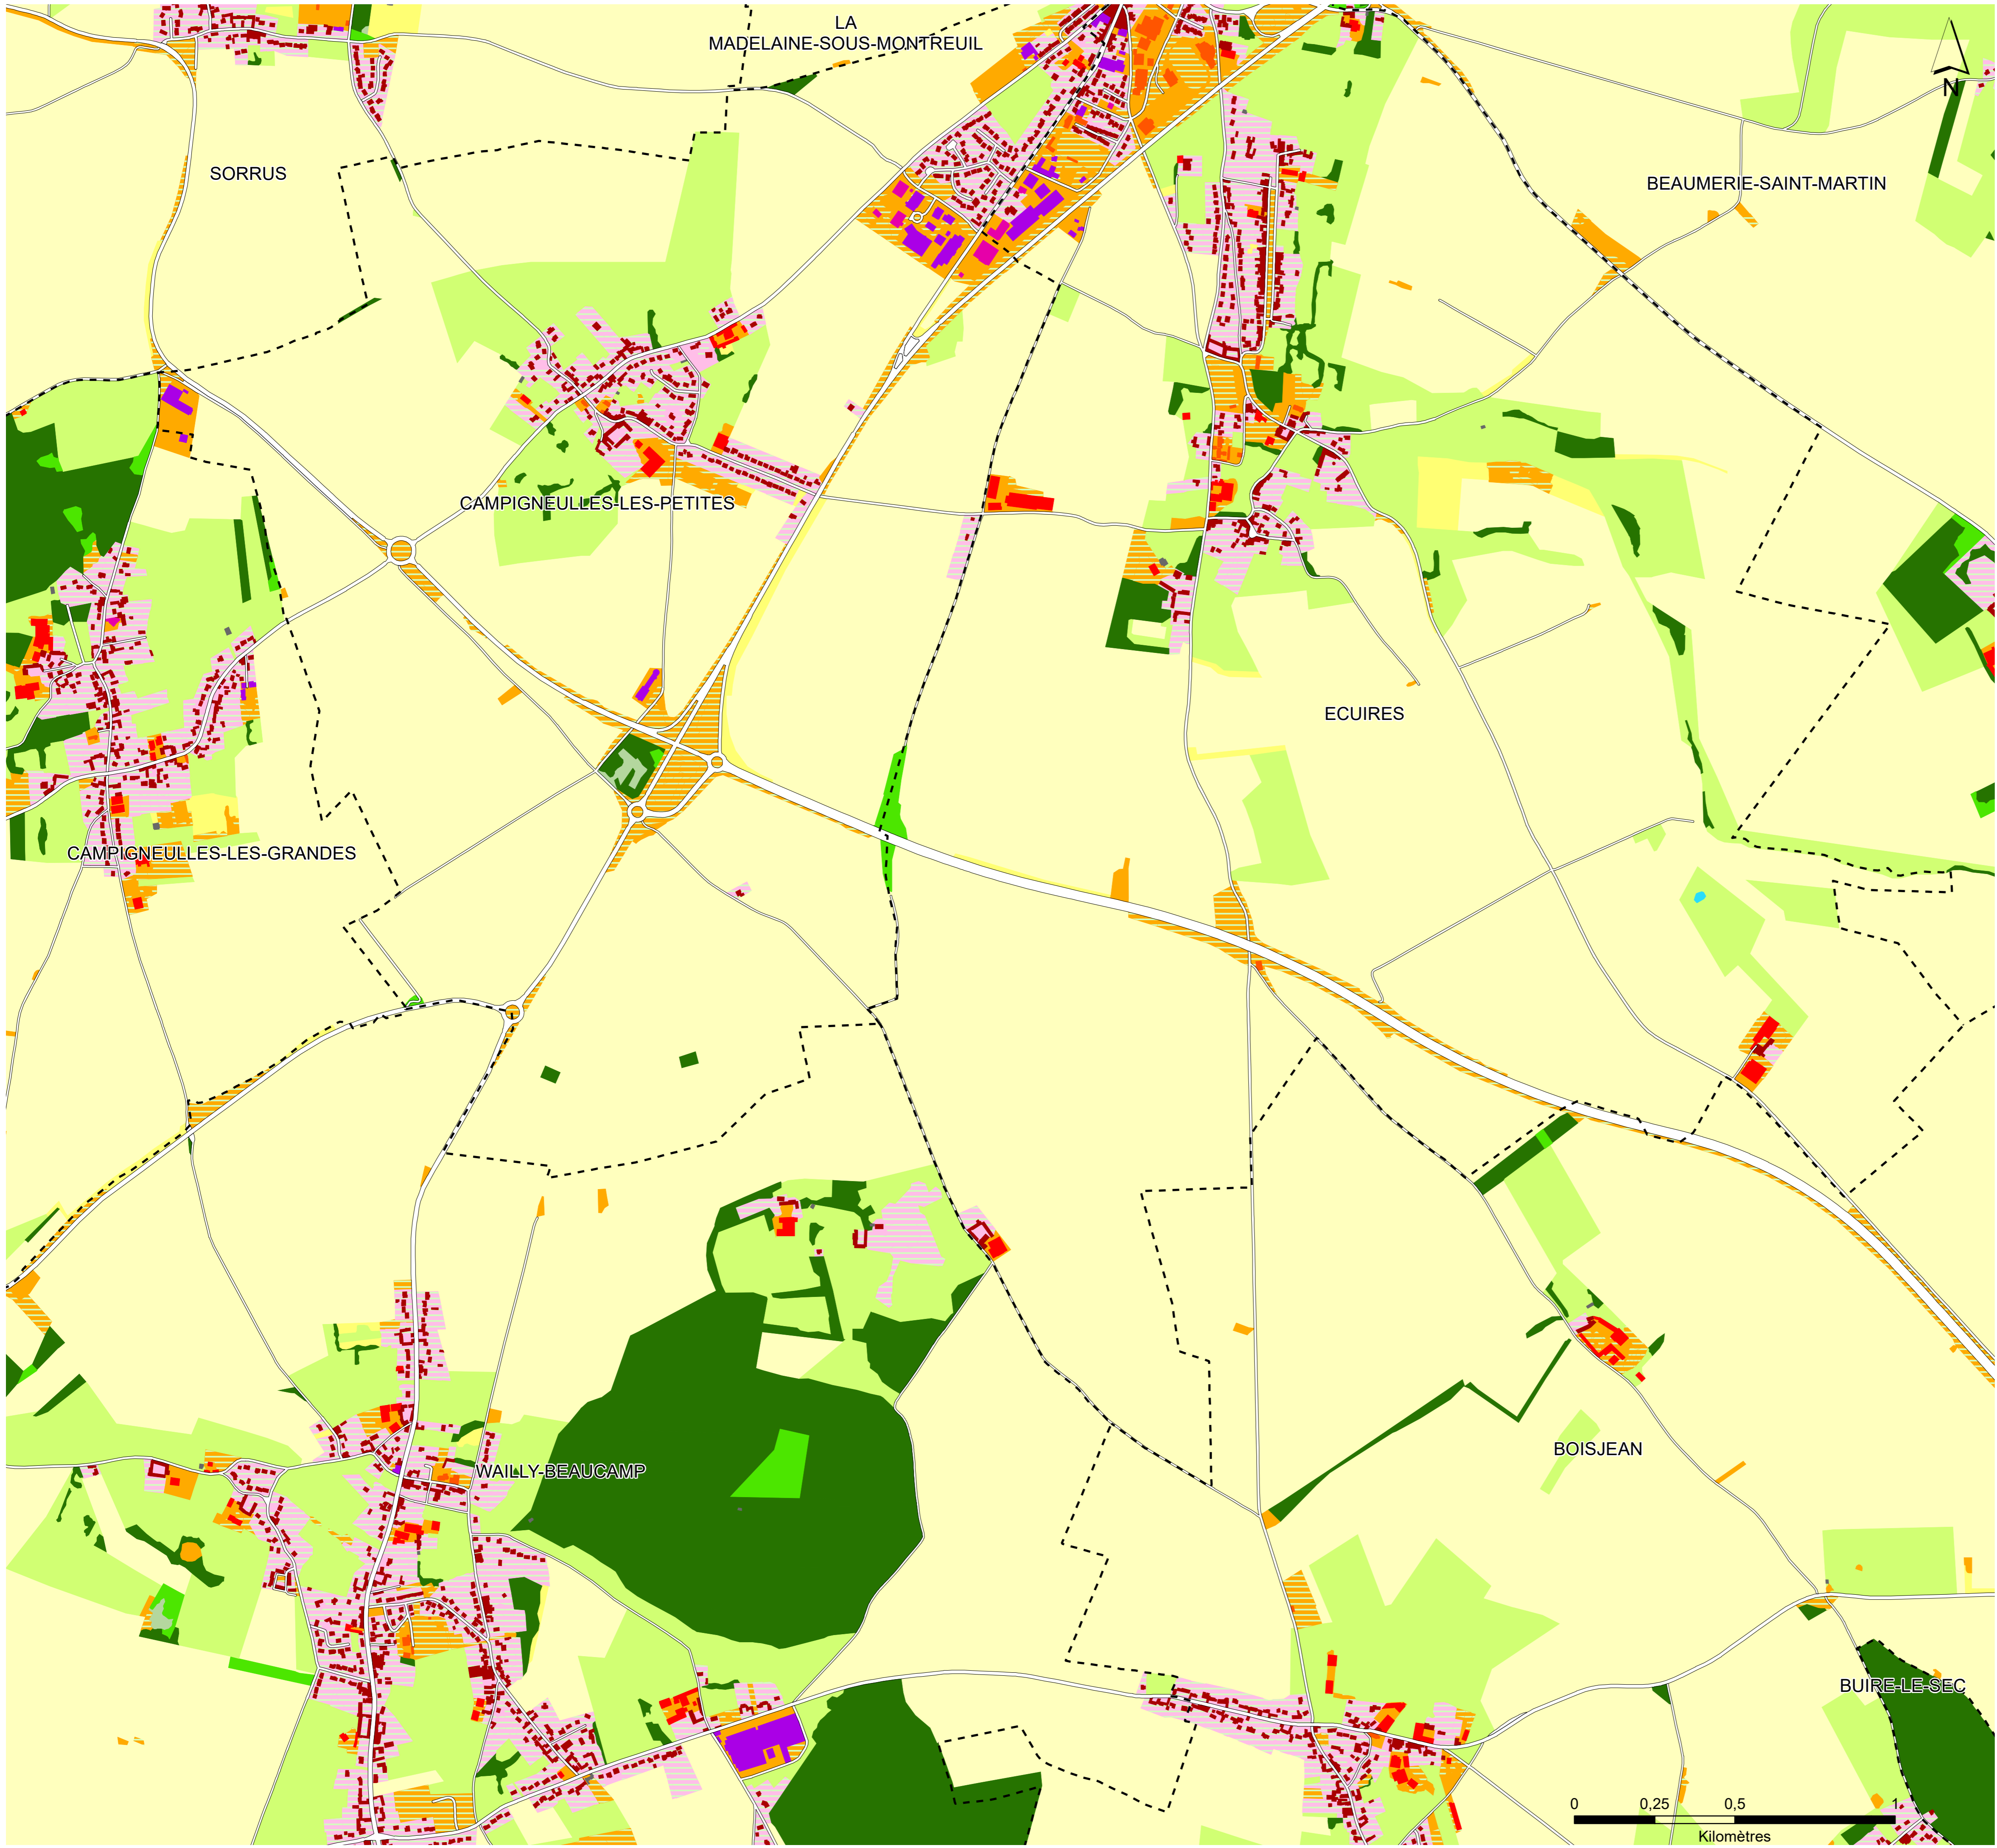 LA
MADELAINE-SOUS-MONTREUIL
N
SORRUS
BEAUMERIE-SAINT-MARTIN
CAMPIGNEULLES-LES-PETITES
ECUIRES
CAMPIGNEULLES-LES-GRANDES
BOISJEAN
WAILLY-BEAUCAMP
BUIRE-LE-SEC
0 0,25 0,5 1
Kilomètres